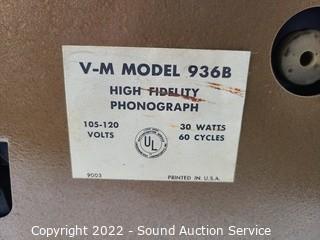 V-M MODEL 936B
HIGH FIDELITY
PHONOGRAPH
105-120 30 WATTS
VOLTS 60 CYCLES
UL
9003 PRINTED IN U.S.A.
Copyright 2022 - Sound Auction Service